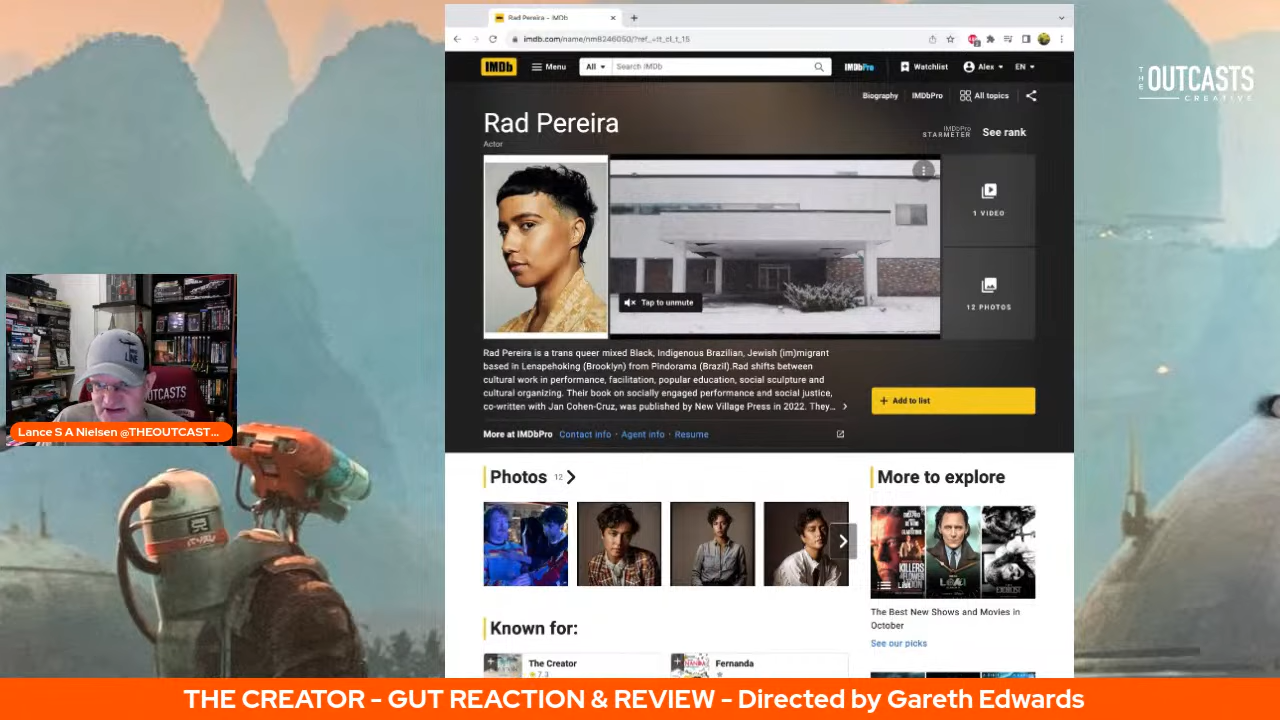 Rad Pereira – IMDb
imdb.com/name/nm8246050/?ref_=tt_cl_t_15
IMDb Menu All Search IMDb IMDbPro Watchlist Alex EN
Biography IMDbPro All topics
THE OUTCASTS
CREATIVE
Rad Pereira
Actor
IMDbPro
STARMETER
See rank
1 VIDEO
12 PHOTOS
Tap to unmute
Rad Pereira is a trans queer mixed Black, Indigenous Brazilian, Jewish (im)migrant
based in Lenapehoking (Brooklyn) from Pindorama (Brazil).Rad shifts between
cultural work in performance, facilitation, popular education, social sculpture and
cultural organizing. Their book on socially engaged performance and social justice,
co-written with Jan Cohen-Cruz, was published by New Village Press in 2022. They...
Add to list
More at IMDbPro Contact info · Agent info · Resume
OUTCASTS
Lance S A Nielsen @THEOUTCAST...
Photos 12
More to explore
KILLERS
OF THE
FLOWER
The Best New Shows and Movies in
October
See our picks
Known for:
The Creator
7.3
Fernanda
THE CREATOR - GUT REACTION & REVIEW - Directed by Gareth Edwards